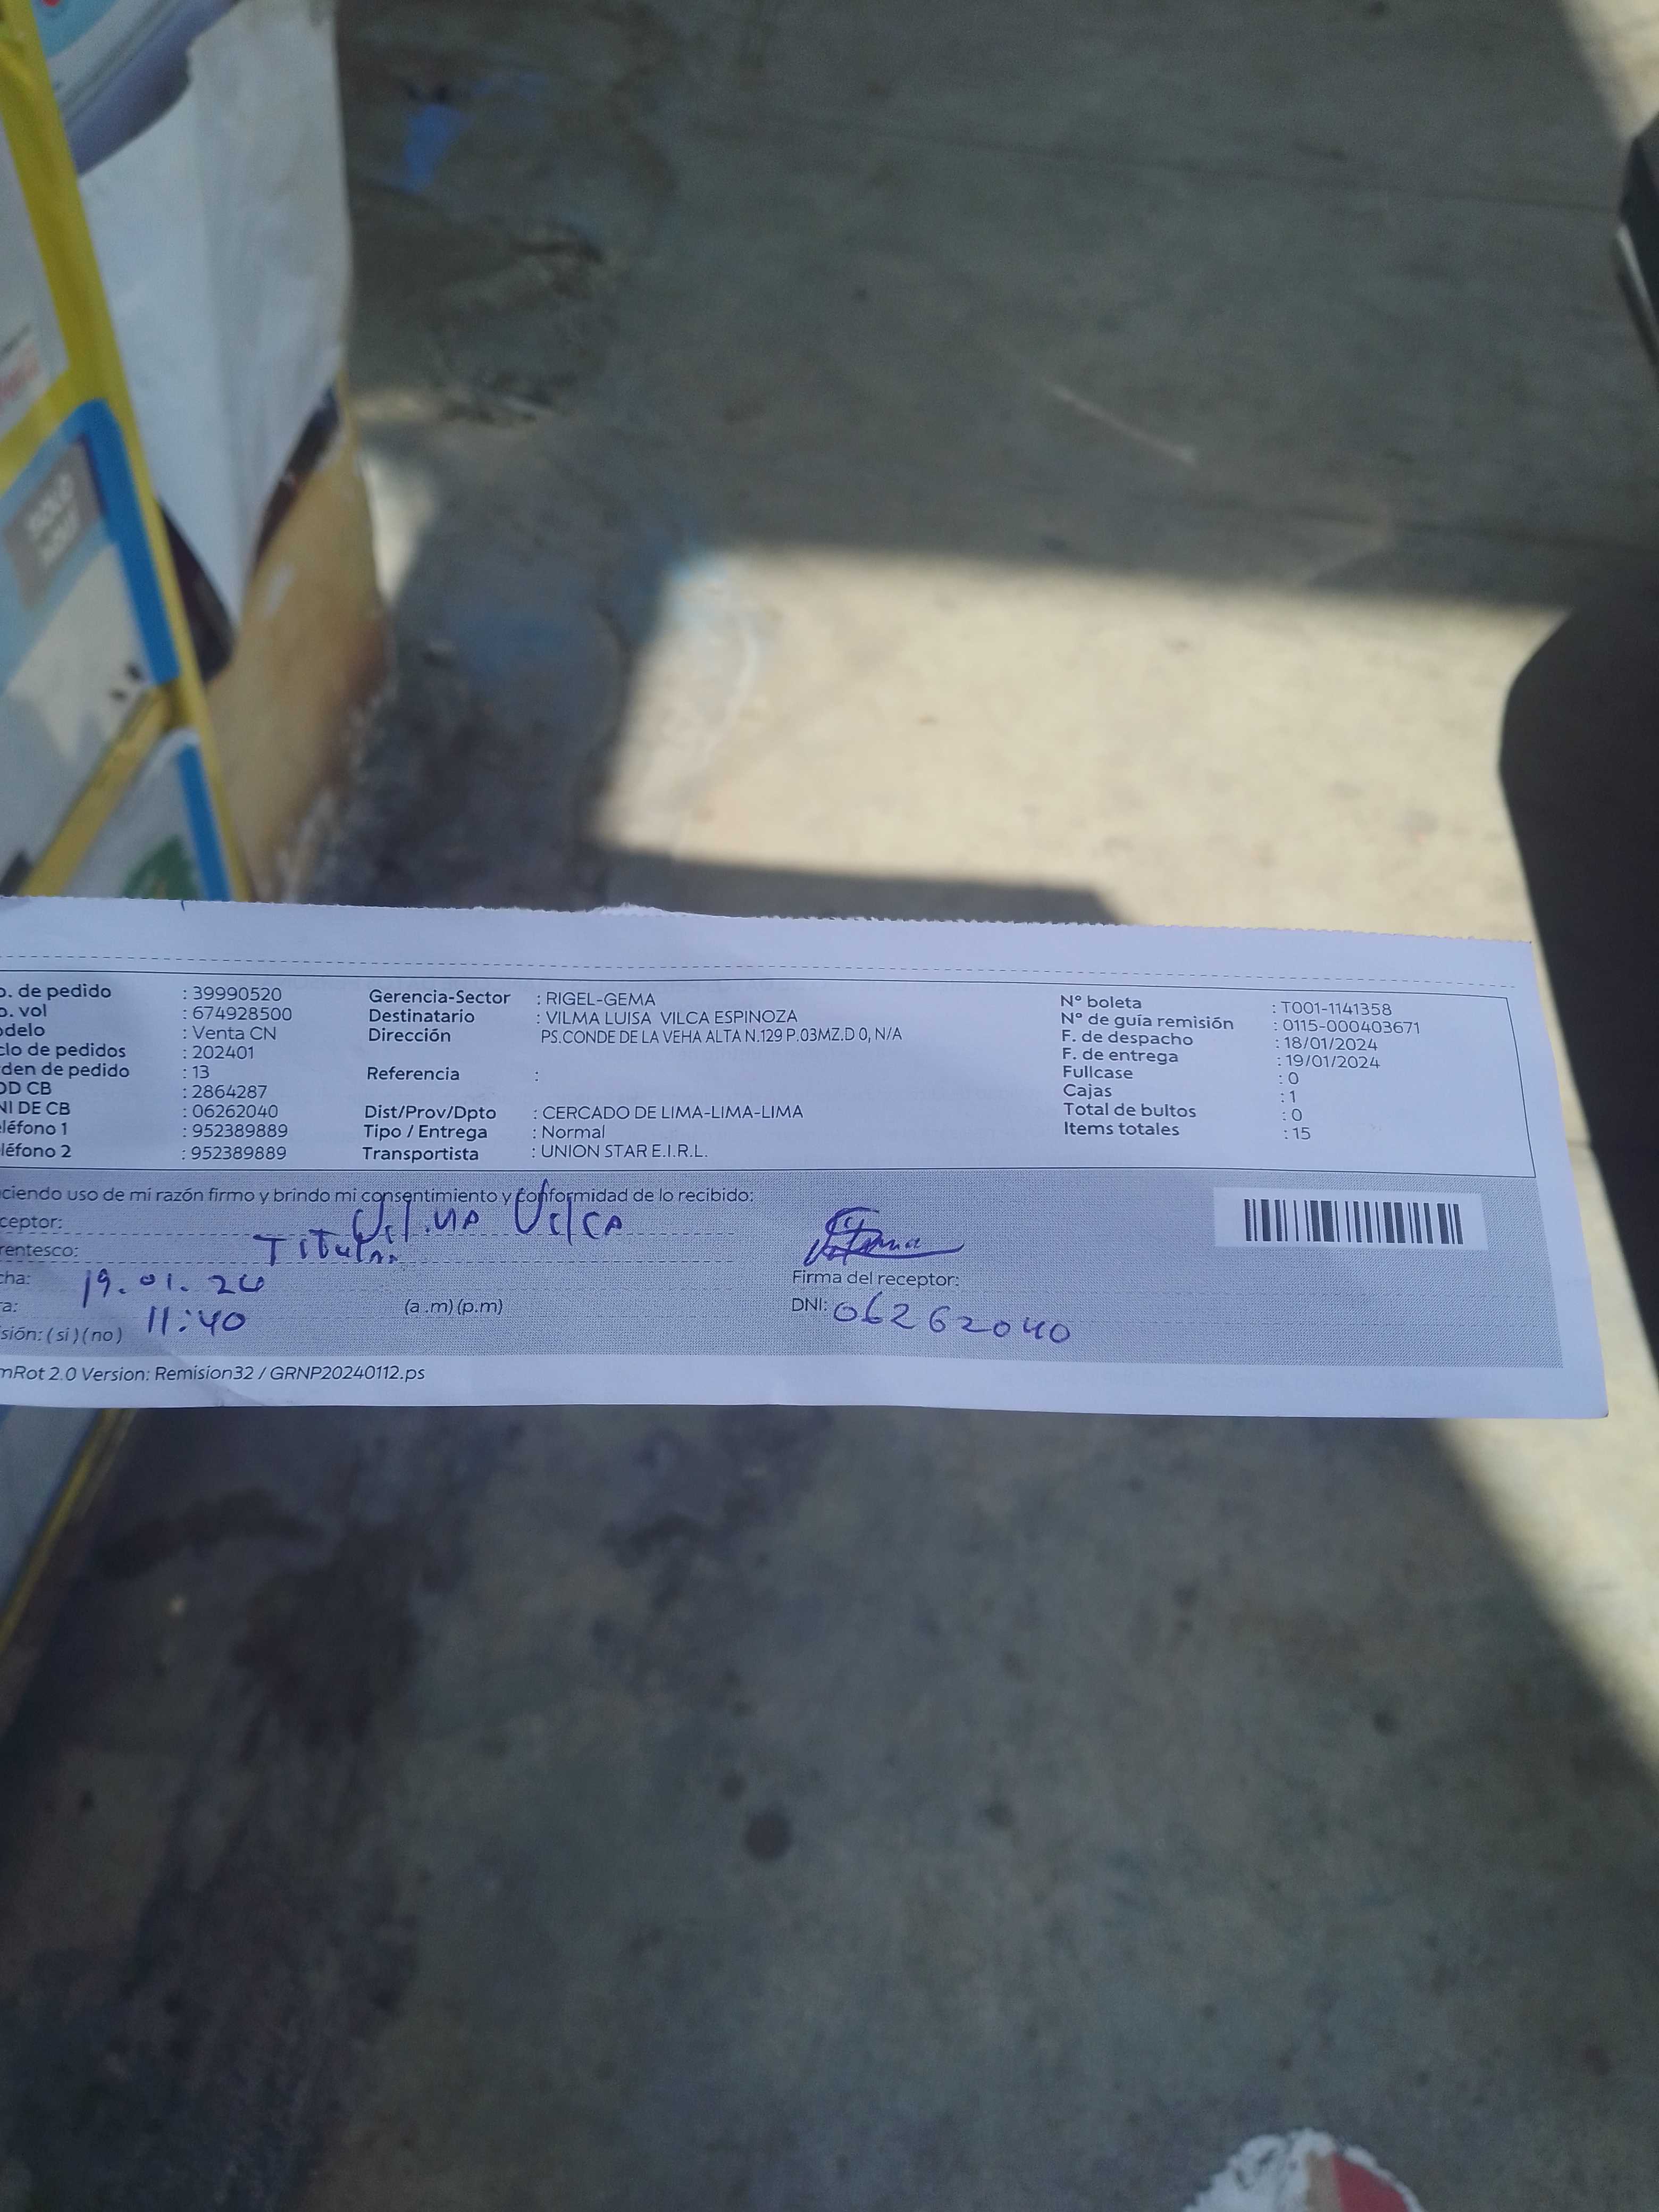 o. de pedido : 39990520
o. vol : 674928500
odelo : Venta CN
clo de pedidos : 202401
den de pedido : 13
OD CB : 2864287
NI DE CB : 06262040
léfono 1 : 952389889
léfono 2 : 952389889
Gerencia-Sector : RIGEL-GEMA
Destinatario : VILMA LUISA VILCA ESPINOZA
Dirección PS.CONDE DE LA VEHA ALTA N.129 P.03MZ.D 0, N/A
Referencia :
Dist/Prov/Dpto : CERCADO DE LIMA-LIMA-LIMA
Tipo / Entrega : Normal
Transportista : UNION STAR E.I.R.L.
N° boleta : T001-1141358
N° de guía remisión : 0115-000403671
F. de despacho : 18/01/2024
F. de entrega : 19/01/2024
Fullcase : 0
Cajas : 1
Total de bultos : 0
Items totales : 15
ciendo uso de mi razón firmo y brindo mi consentimiento y conformidad de lo recibido:
ceptor: Vilma Vilca
rentesco: Titular
cha: 19.01.24
ra: 11:40 (a.m) (p.m)
sión: (si) (no)
Firma del receptor:
DNI: 06262040
mRot 2.0 Version: Remision32 / GRNP20240112.ps